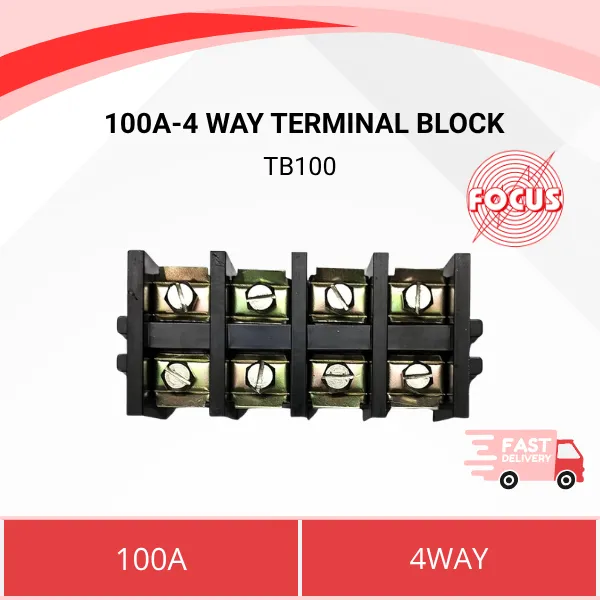 100A-4 WAY TERMINAL BLOCK
TB100
FOCUS
FAST
DELIVERY
100A
4WAY